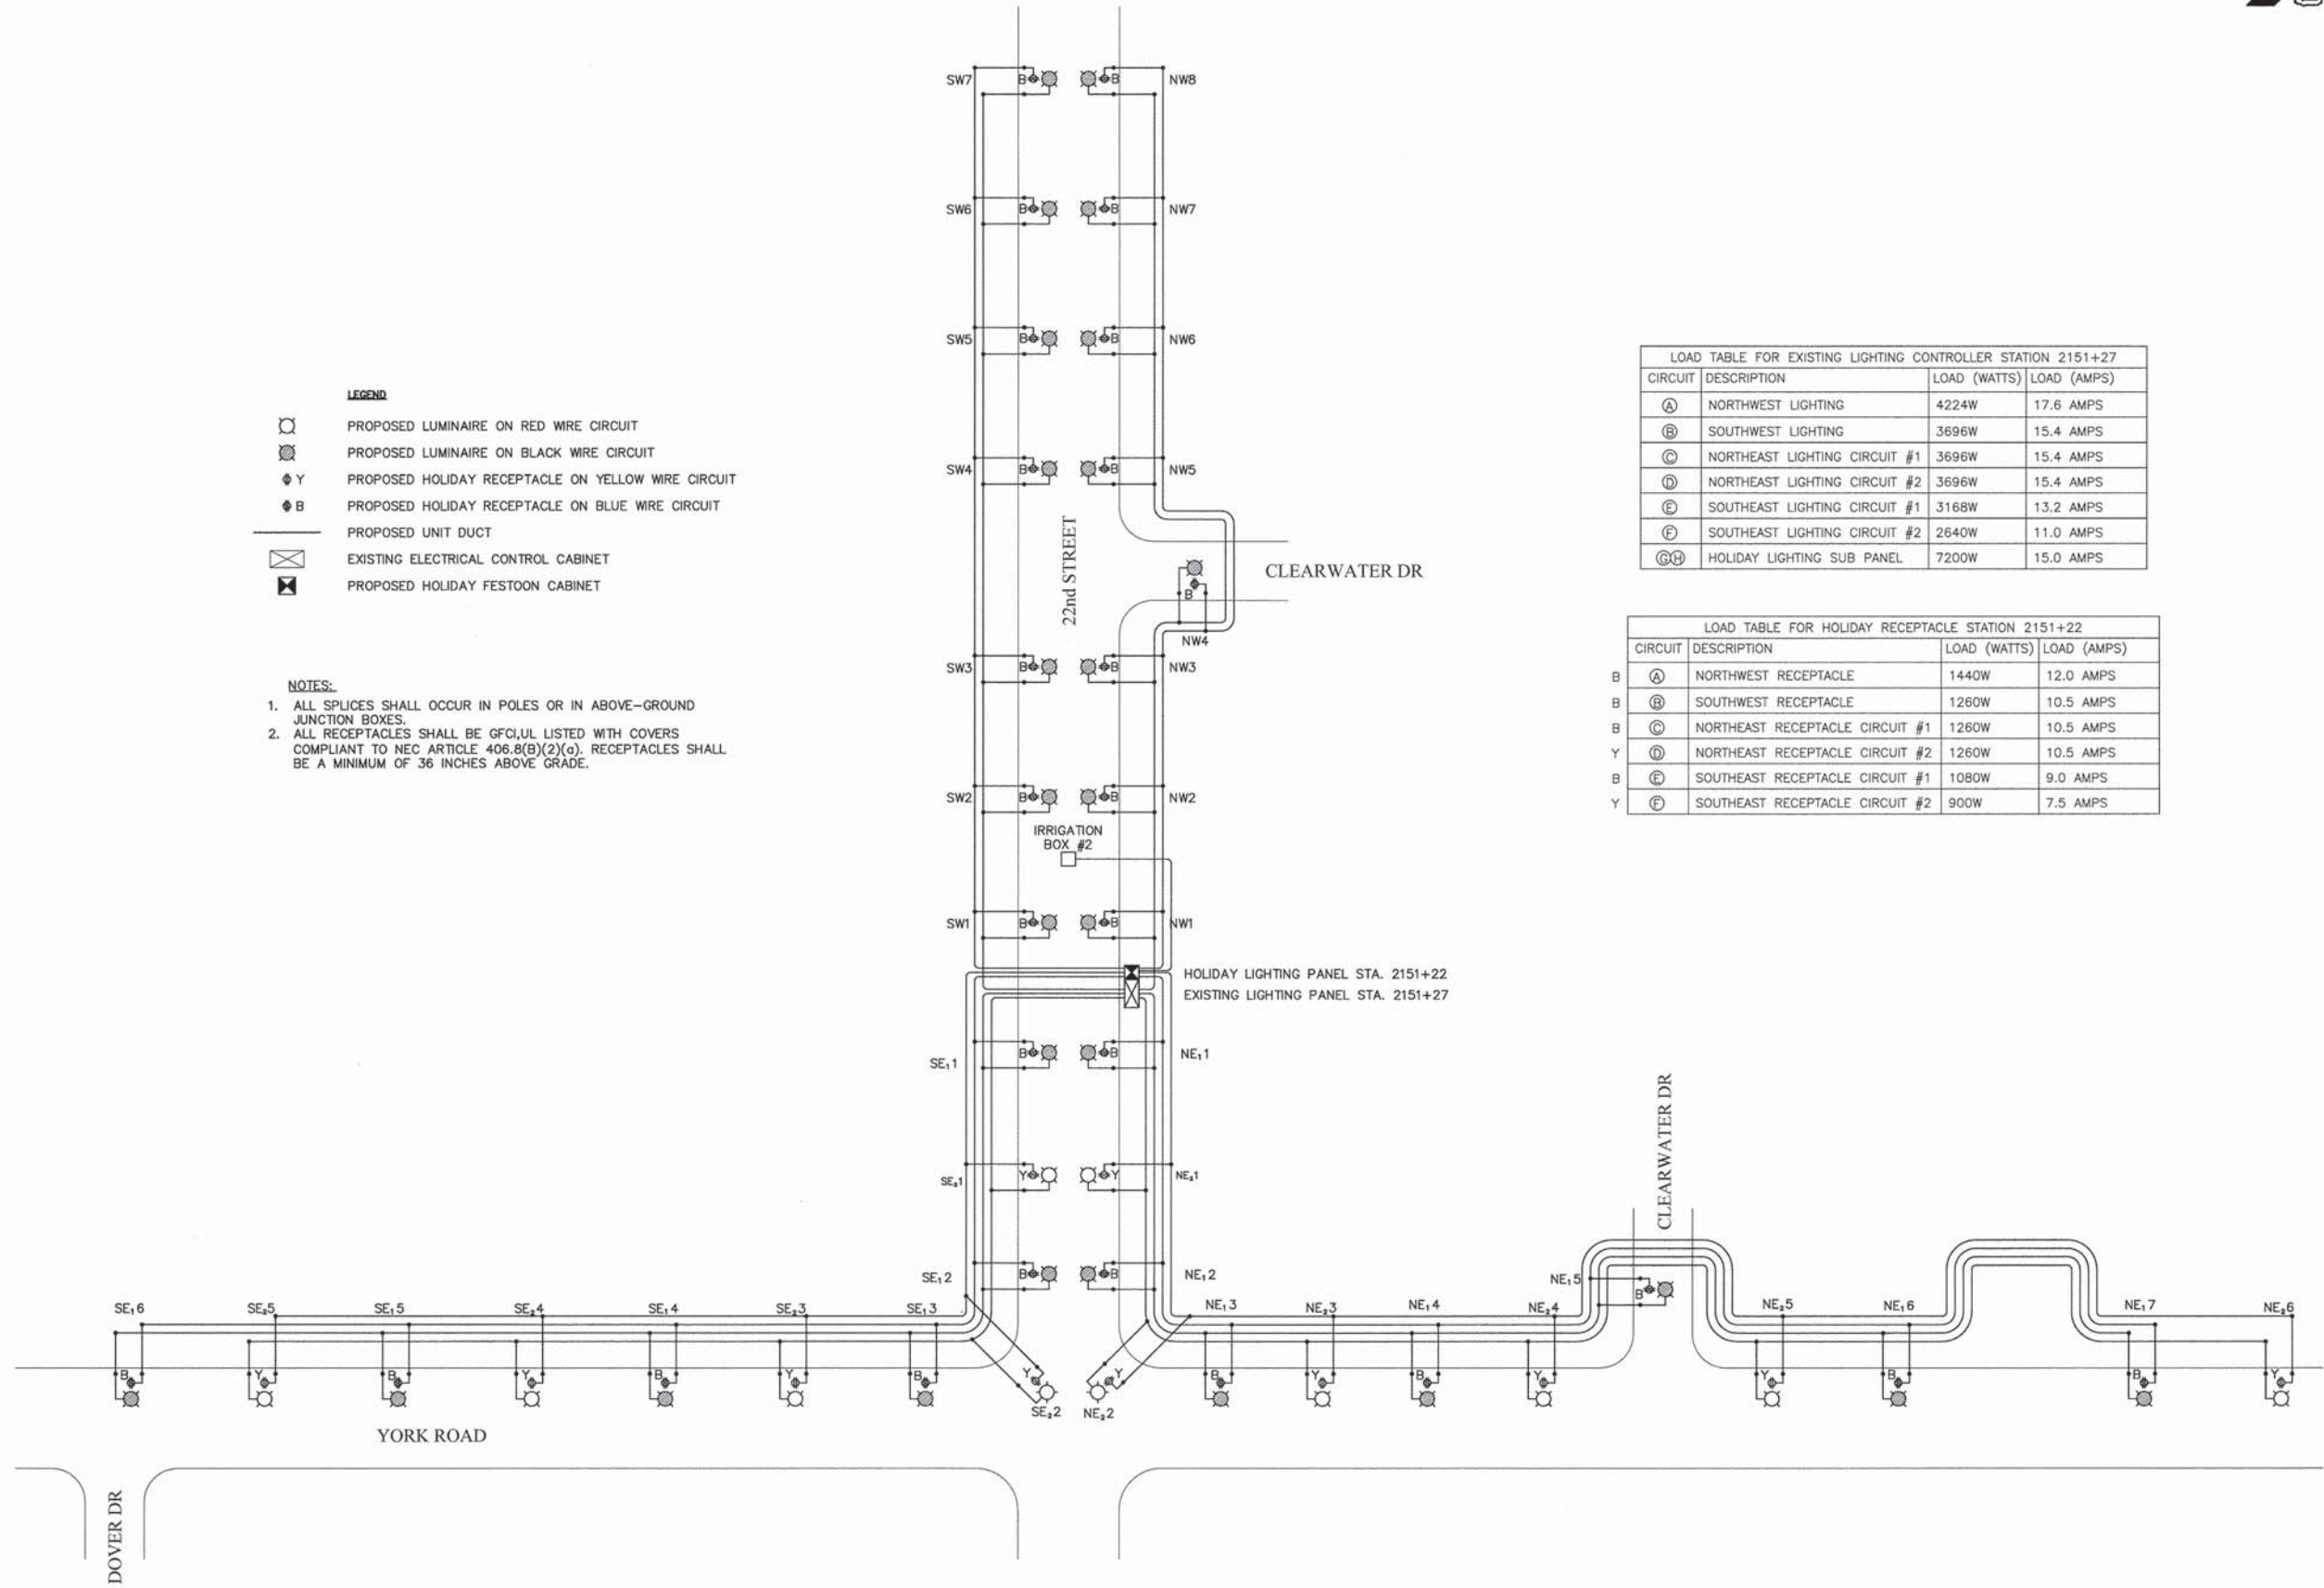 SW7 B B NW8
SW6 B B NW7
SW5 B B NW6
SW4 B B NW5
22nd STREET
CLEARWATER DR
B
NW4
SW3 B B NW3
SW2 B B NW2
IRRIGATION
BOX #2
SW1 B B NW1
HOLIDAY LIGHTING PANEL STA. 2151+22
EXISTING LIGHTING PANEL STA. 2151+27
LEGEND
PROPOSED LUMINAIRE ON RED WIRE CIRCUIT
PROPOSED LUMINAIRE ON BLACK WIRE CIRCUIT
Y PROPOSED HOLIDAY RECEPTACLE ON YELLOW WIRE CIRCUIT
B PROPOSED HOLIDAY RECEPTACLE ON BLUE WIRE CIRCUIT
PROPOSED UNIT DUCT
EXISTING ELECTRICAL CONTROL CABINET
PROPOSED HOLIDAY FESTOON CABINET
NOTES:
1. ALL SPLICES SHALL OCCUR IN POLES OR IN ABOVE-GROUND
JUNCTION BOXES.
2. ALL RECEPTACLES SHALL BE GFCI,UL LISTED WITH COVERS
COMPLIANT TO NEC ARTICLE 406.8(B)(2)(a). RECEPTACLES SHALL
BE A MINIMUM OF 36 INCHES ABOVE GRADE.
LOAD TABLE FOR EXISTING LIGHTING CONTROLLER STATION 2151+27
CIRCUIT DESCRIPTION LOAD (WATTS) LOAD (AMPS)
Ⓐ NORTHWEST LIGHTING 4224W 17.6 AMPS
Ⓑ SOUTHWEST LIGHTING 3696W 15.4 AMPS
Ⓒ NORTHEAST LIGHTING CIRCUIT #1 3696W 15.4 AMPS
Ⓓ NORTHEAST LIGHTING CIRCUIT #2 3696W 15.4 AMPS
Ⓔ SOUTHEAST LIGHTING CIRCUIT #1 3168W 13.2 AMPS
Ⓕ SOUTHEAST LIGHTING CIRCUIT #2 2640W 11.0 AMPS
ⒼⒽ HOLIDAY LIGHTING SUB PANEL 7200W 15.0 AMPS
LOAD TABLE FOR HOLIDAY RECEPTACLE STATION 2151+22
CIRCUIT DESCRIPTION LOAD (WATTS) LOAD (AMPS)
B Ⓐ NORTHWEST RECEPTACLE 1440W 12.0 AMPS
B Ⓑ SOUTHWEST RECEPTACLE 1260W 10.5 AMPS
B Ⓒ NORTHEAST RECEPTACLE CIRCUIT #1 1260W 10.5 AMPS
Y Ⓓ NORTHEAST RECEPTACLE CIRCUIT #2 1260W 10.5 AMPS
B Ⓔ SOUTHEAST RECEPTACLE CIRCUIT #1 1080W 9.0 AMPS
Y Ⓕ SOUTHEAST RECEPTACLE CIRCUIT #2 900W 7.5 AMPS
SE₁1 B B NE₁1
SE₂1 Y Y NE₂1
SE₁2 B B NE₁2
CLEARWATER DR
NE₁5 B
SE₁6 SE₂5 SE₁5 SE₂4 SE₁4 SE₂3 SE₁3 NE₁3 NE₂3 NE₁4 NE₂4 NE₂5 NE₁6 NE₁7 NE₂6
B Y B Y B Y B Y Y B Y B Y Y B B Y
SE₂2 NE₂2
YORK ROAD
DOVER DR